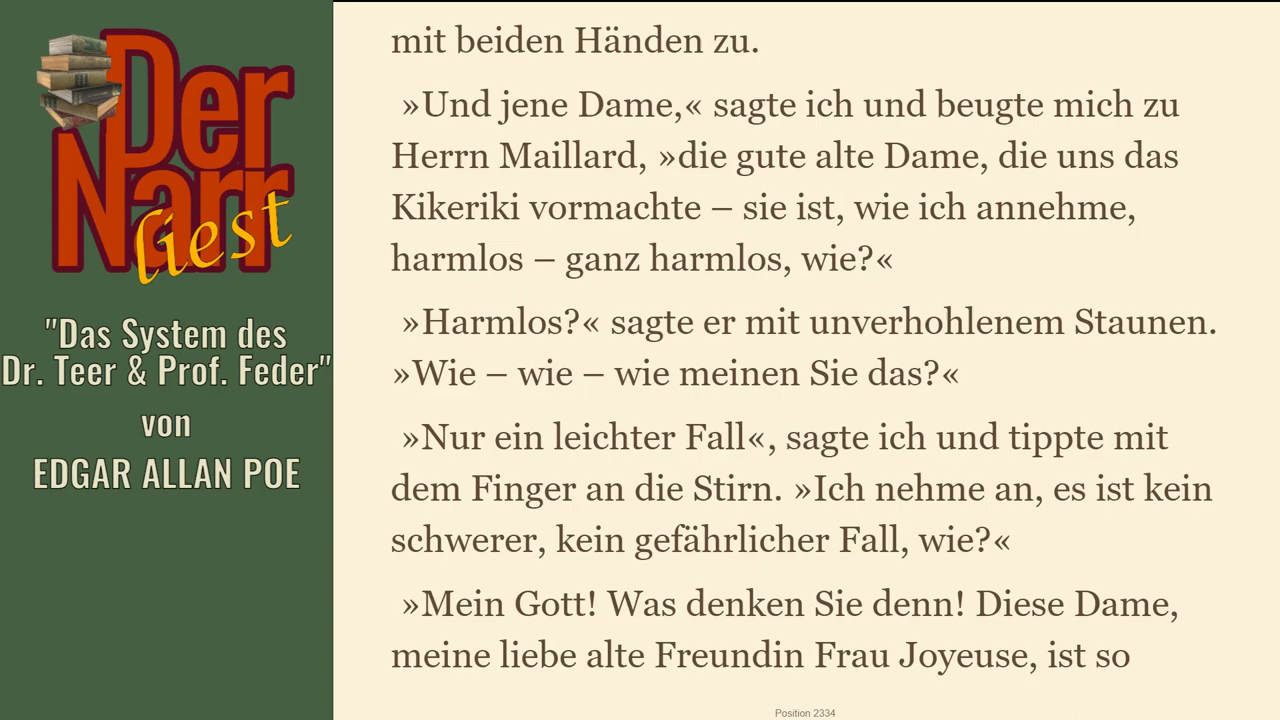 Der
Narr
liest
"Das System des
Dr. Teer & Prof. Feder"
von
EDGAR ALLAN POE
mit beiden Händen zu.
»Und jene Dame,« sagte ich und beugte mich zu
Herrn Maillard, »die gute alte Dame, die uns das
Kikeriki vormachte – sie ist, wie ich annehme,
harmlos – ganz harmlos, wie?«
»Harmlos?« sagte er mit unverhohlenem Staunen.
»Wie – wie – wie meinen Sie das?«
»Nur ein leichter Fall«, sagte ich und tippte mit
dem Finger an die Stirn. »Ich nehme an, es ist kein
schwerer, kein gefährlicher Fall, wie?«
»Mein Gott! Was denken Sie denn! Diese Dame,
meine liebe alte Freundin Frau Joyeuse, ist so
Position 2334